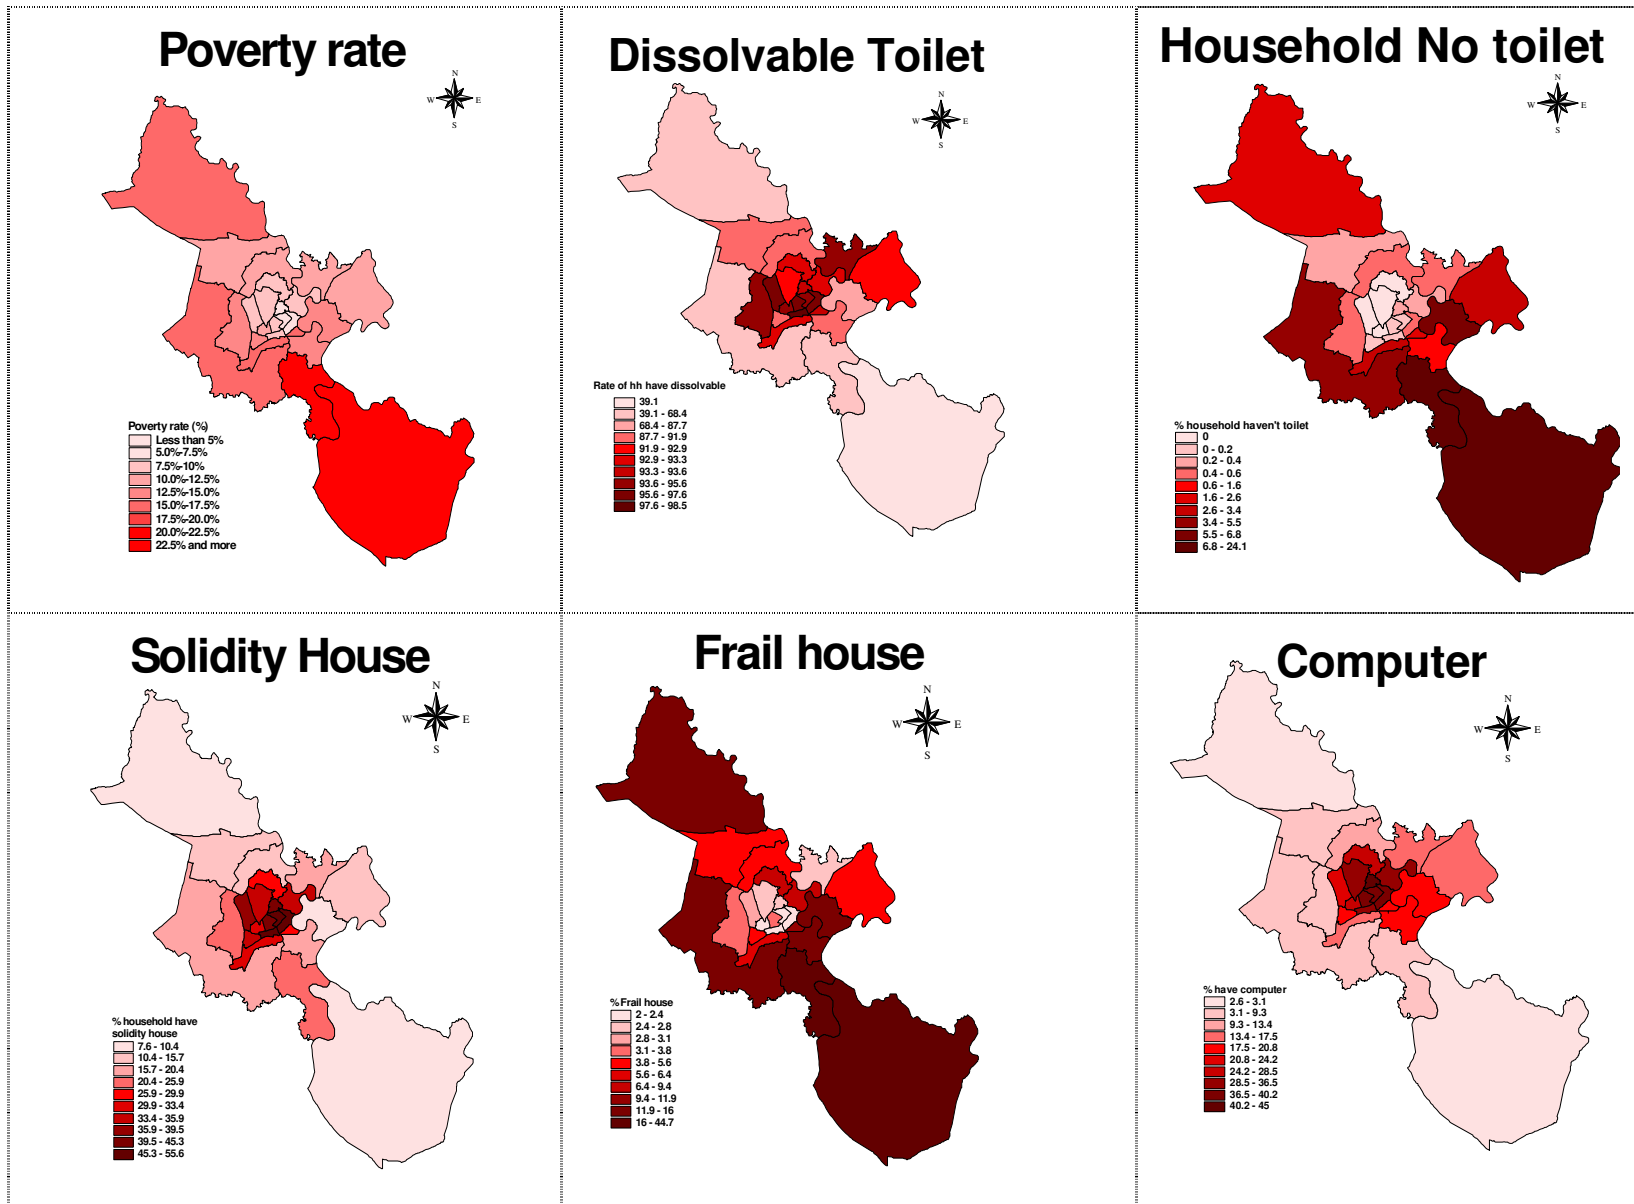 Poverty rate
N
W
E
S
Poverty rate (%)
Less than 5%
5.0%-7.5%
7.5%-10%
10.0%-12.5%
12.5%-15.0%
15.0%-17.5%
17.5%-20.0%
20.0%-22.5%
22.5% and more
Dissolvable Toilet
N
W
E
S
Rate of hh have dissolvable
39.1
39.1 - 68.4
68.4 - 87.7
87.7 - 91.9
91.9 - 92.9
92.9 - 93.3
93.3 - 93.6
93.6 - 95.6
95.6 - 97.6
97.6 - 98.5
Household No toilet
N
W
E
S
% household haven't toilet
0
0 - 0.2
0.2 - 0.4
0.4 - 0.6
0.6 - 1.6
1.6 - 2.6
2.6 - 3.4
3.4 - 5.5
5.5 - 6.8
6.8 - 24.1
Solidity House
N
W
E
S
% household have
solidity house
7.6 - 10.4
10.4 - 15.7
15.7 - 20.4
20.4 - 25.9
25.9 - 29.9
29.9 - 33.4
33.4 - 35.9
35.9 - 39.5
39.5 - 45.3
45.3 - 55.6
Frail house
N
W
E
S
% Frail house
2 - 2.4
2.4 - 2.8
2.8 - 3.1
3.1 - 3.8
3.8 - 5.6
5.6 - 6.4
6.4 - 9.4
9.4 - 11.9
11.9 - 16
16 - 44.7
Computer
N
W
E
S
% have computer
2.6 - 3.1
3.1 - 9.3
9.3 - 13.4
13.4 - 17.5
17.5 - 20.8
20.8 - 24.2
24.2 - 28.5
28.5 - 36.5
36.5 - 40.2
40.2 - 45